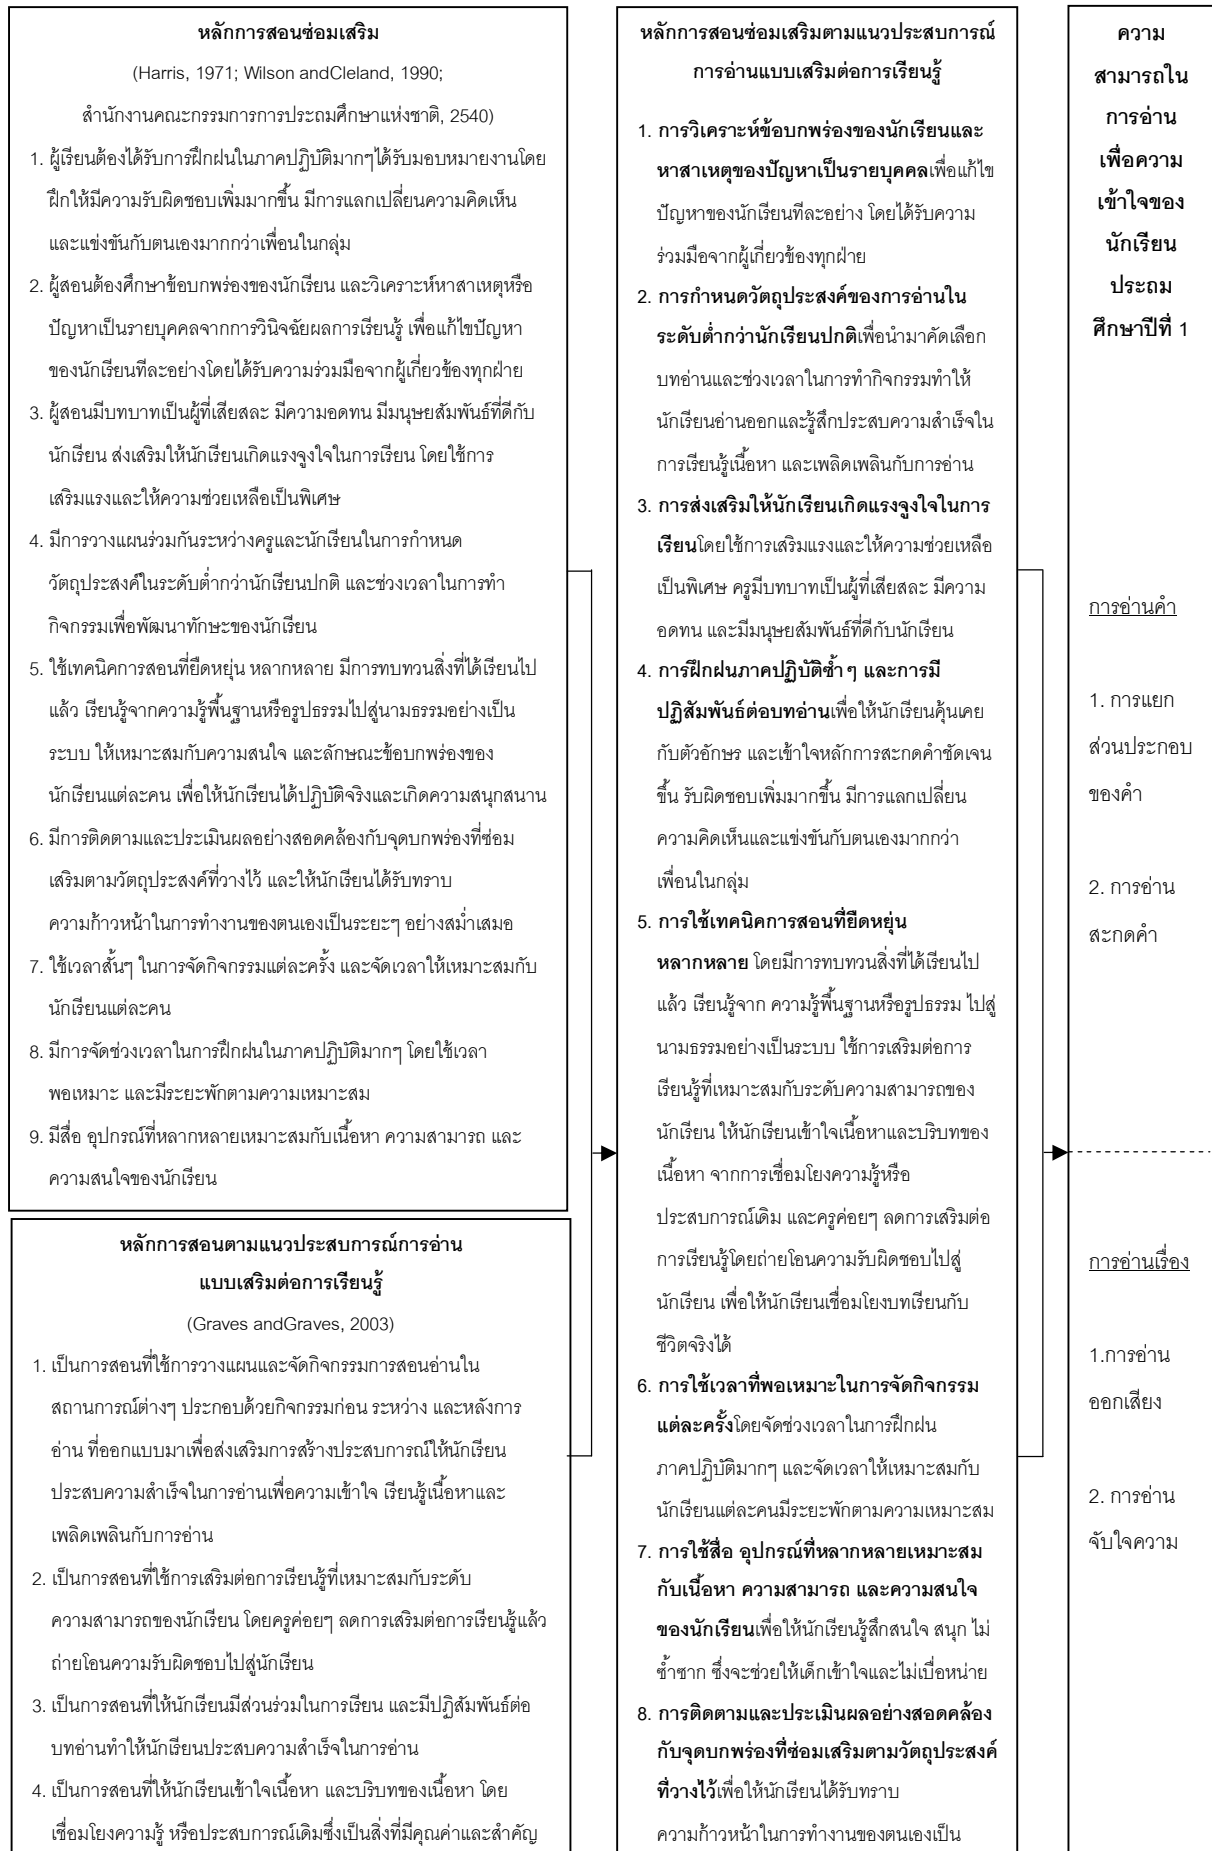 หลักการสอนซ่อมเสริม
(Harris, 1971; Wilson andCleland, 1990;
สำนักงานคณะกรรมการการประถมศึกษาแห่งชาติ, 2540)
1. ผู้เรียนต้องได้รับการฝึกฝนในภาคปฏิบัติมากๆได้รับมอบหมายงานโดย
ฝึกให้มีความรับผิดชอบเพิ่มมากขึ้น มีการแลกเปลี่ยนความคิดเห็น
และแข่งขันกับตนเองมากกว่าเพื่อนในกลุ่ม
2. ผู้สอนต้องศึกษาข้อบกพร่องของนักเรียน และวิเคราะห์หาสาเหตุหรือ
ปัญหาเป็นรายบุคคลจากการวินิจฉัยผลการเรียนรู้ เพื่อแก้ไขปัญหา
ของนักเรียนทีละอย่างโดยได้รับความร่วมมือจากผู้เกี่ยวข้องทุกฝ่าย
3. ผู้สอนมีบทบาทเป็นผู้ที่เสียสละ มีความอดทน มีมนุษยสัมพันธ์ที่ดีกับ
นักเรียน ส่งเสริมให้นักเรียนเกิดแรงจูงใจในการเรียน โดยใช้การ
เสริมแรงและให้ความช่วยเหลือเป็นพิเศษ
4. มีการวางแผนร่วมกันระหว่างครูและนักเรียนในการกำหนด
วัตถุประสงค์ในระดับต่ำกว่านักเรียนปกติ และช่วงเวลาในการทำ
กิจกรรมเพื่อพัฒนาทักษะของนักเรียน
5. ใช้เทคนิคการสอนที่ยืดหยุ่น หลากหลาย มีการทบทวนสิ่งที่ได้เรียนไป
แล้ว เรียนรู้จากความรู้พื้นฐานหรือรูปธรรมไปสู่นามธรรมอย่างเป็น
ระบบ ให้เหมาะสมกับความสนใจ และลักษณะข้อบกพร่องของ
นักเรียนแต่ละคน เพื่อให้นักเรียนได้ปฏิบัติจริงและเกิดความสนุกสนาน
6. มีการติดตามและประเมินผลอย่างสอดคล้องกับจุดบกพร่องที่ซ่อม
เสริมตามวัตถุประสงค์ที่วางไว้ และให้นักเรียนได้รับทราบ
ความก้าวหน้าในการทำงานของตนเองเป็นระยะๆ อย่างสม่ำเสมอ
7. ใช้เวลาสั้นๆ ในการจัดกิจกรรมแต่ละครั้ง และจัดเวลาให้เหมาะสมกับ
นักเรียนแต่ละคน
8. มีการจัดช่วงเวลาในการฝึกฝนในภาคปฏิบัติมากๆ โดยใช้เวลา
พอเหมาะ และมีระยะพักตามความเหมาะสม
9. มีสื่อ อุปกรณ์ที่หลากหลายเหมาะสมกับเนื้อหา ความสามารถ และ
ความสนใจของนักเรียน
หลักการสอนตามแนวประสบการณ์การอ่าน
แบบเสริมต่อการเรียนรู้
(Graves andGraves, 2003)
1. เป็นการสอนที่ใช้การวางแผนและจัดกิจกรรมการสอนอ่านใน
สถานการณ์ต่างๆ ประกอบด้วยกิจกรรมก่อน ระหว่าง และหลังการ
อ่าน ที่ออกแบบมาเพื่อส่งเสริมการสร้างประสบการณ์ให้นักเรียน
ประสบความสำเร็จในการอ่านเพื่อความเข้าใจ เรียนรู้เนื้อหาและ
เพลิดเพลินกับการอ่าน
2. เป็นการสอนที่ใช้การเสริมต่อการเรียนรู้ที่เหมาะสมกับระดับ
ความสามารถของนักเรียน โดยครูค่อยๆ ลดการเสริมต่อการเรียนรู้แล้ว
ถ่ายโอนความรับผิดชอบไปสู่นักเรียน
3. เป็นการสอนที่ให้นักเรียนมีส่วนร่วมในการเรียน และมีปฏิสัมพันธ์ต่อ
บทอ่านทำให้นักเรียนประสบความสำเร็จในการอ่าน
4. เป็นการสอนที่ให้นักเรียนเข้าใจเนื้อหา และบริบทของเนื้อหา โดย
เชื่อมโยงความรู้ หรือประสบการณ์เดิมซึ่งเป็นสิ่งที่มีคุณค่าและสำคัญ
หลักการสอนซ่อมเสริมตามแนวประสบการณ์
การอ่านแบบเสริมต่อการเรียนรู้
1. การวิเคราะห์ข้อบกพร่องของนักเรียนและ
หาสาเหตุของปัญหาเป็นรายบุคคลเพื่อแก้ไข
ปัญหาของนักเรียนทีละอย่าง โดยได้รับความ
ร่วมมือจากผู้เกี่ยวข้องทุกฝ่าย
2. การกำหนดวัตถุประสงค์ของการอ่านใน
ระดับต่ำกว่านักเรียนปกติเพื่อนำมาคัดเลือก
บทอ่านและช่วงเวลาในการทำกิจกรรมทำให้
นักเรียนอ่านออกและรู้สึกประสบความสำเร็จใน
การเรียนรู้เนื้อหา และเพลิดเพลินกับการอ่าน
3. การส่งเสริมให้นักเรียนเกิดแรงจูงใจในการ
เรียนโดยใช้การเสริมแรงและให้ความช่วยเหลือ
เป็นพิเศษ ครูมีบทบาทเป็นผู้ที่เสียสละ มีความ
อดทน และมีมนุษยสัมพันธ์ที่ดีกับนักเรียน
4. การฝึกฝนภาคปฏิบัติซ้ำ ๆ และการมี
ปฏิสัมพันธ์ต่อบทอ่านเพื่อให้นักเรียนคุ้นเคย
กับตัวอักษร และเข้าใจหลักการสะกดคำชัดเจน
ขึ้น รับผิดชอบเพิ่มมากขึ้น มีการแลกเปลี่ยน
ความคิดเห็นและแข่งขันกับตนเองมากกว่า
เพื่อนในกลุ่ม
5. การใช้เทคนิคการสอนที่ยืดหยุ่น
หลากหลาย โดยมีการทบทวนสิ่งที่ได้เรียนไป
แล้ว เรียนรู้จาก ความรู้พื้นฐานหรือรูปธรรม ไปสู่
นามธรรมอย่างเป็นระบบ ใช้การเสริมต่อการ
เรียนรู้ที่เหมาะสมกับระดับความสามารถของ
นักเรียน ให้นักเรียนเข้าใจเนื้อหาและบริบทของ
เนื้อหา จากการเชื่อมโยงความรู้หรือ
ประสบการณ์เดิม และครูค่อยๆ ลดการเสริมต่อ
การเรียนรู้โดยถ่ายโอนความรับผิดชอบไปสู่
นักเรียน เพื่อให้นักเรียนเชื่อมโยงบทเรียนกับ
ชีวิตจริงได้
6. การใช้เวลาที่พอเหมาะในการจัดกิจกรรม
แต่ละครั้งโดยจัดช่วงเวลาในการฝึกฝน
ภาคปฏิบัติมากๆ และจัดเวลาให้เหมาะสมกับ
นักเรียนแต่ละคนมีระยะพักตามความเหมาะสม
7. การใช้สื่อ อุปกรณ์ที่หลากหลายเหมาะสม
กับเนื้อหา ความสามารถ และความสนใจ
ของนักเรียนเพื่อให้นักเรียนรู้สึกสนใจ สนุก ไม่
ซ้ำซาก ซึ่งจะช่วยให้เด็กเข้าใจและไม่เบื่อหน่าย
8. การติดตามและประเมินผลอย่างสอดคล้อง
กับจุดบกพร่องที่ซ่อมเสริมตามวัตถุประสงค์
ที่วางไว้เพื่อให้นักเรียนได้รับทราบ
ความก้าวหน้าในการทำงานของตนเองเป็น
ความ
สามารถใน
การอ่าน
เพื่อความ
เข้าใจของ
นักเรียน
ประถม
ศึกษาปีที่ 1
การอ่านคำ
1. การแยก
ส่วนประกอบ
ของคำ
2. การอ่าน
สะกดคำ
การอ่านเรื่อง
1.การอ่าน
ออกเสียง
2. การอ่าน
จับใจความ